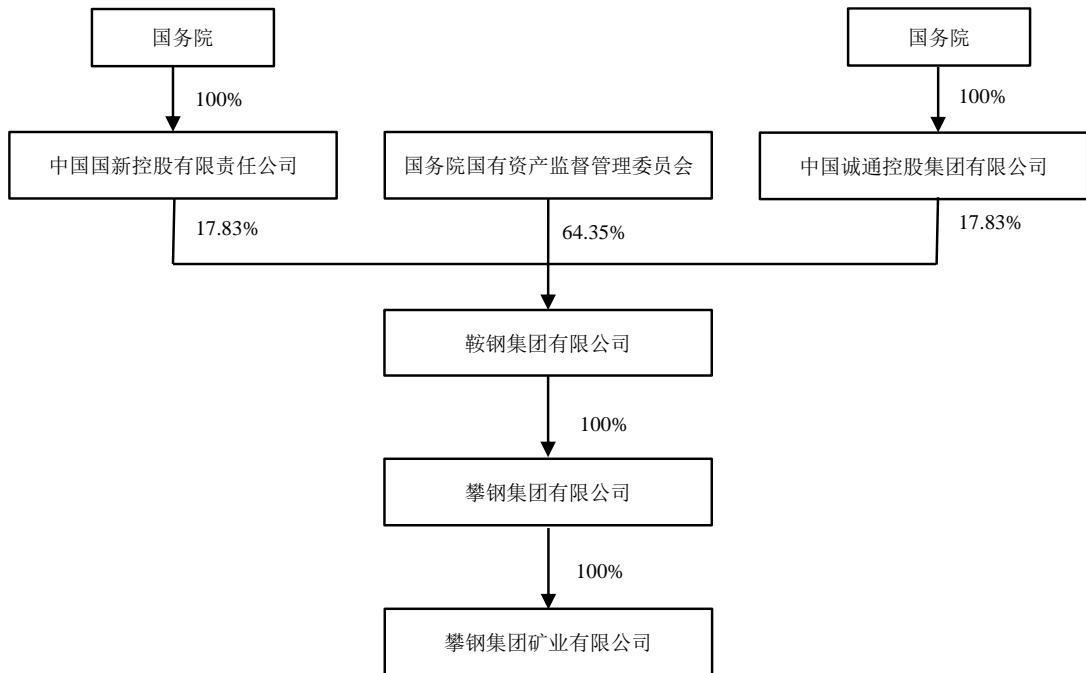 国务院
国务院
100%
100%
中国国新控股有限责任公司
国务院国有资产监督管理委员会
中国诚通控股集团有限公司
17.83%
64.35%
17.83%
鞍钢集团有限公司
100%
攀钢集团有限公司
100%
攀钢集团矿业有限公司